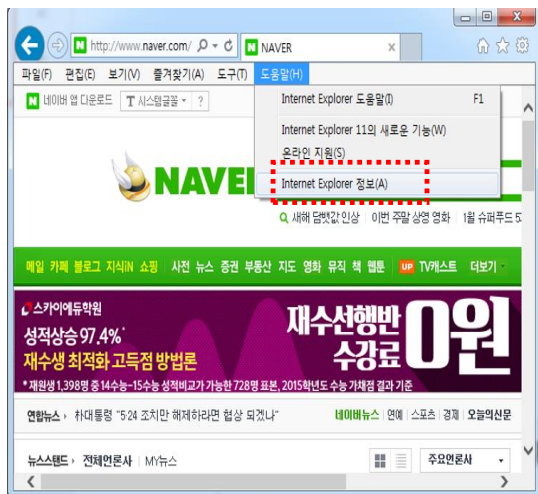 http://www.naver.com/ NAVER
파일(F) 편집(E) 보기(V) 즐겨찾기(A) 도구(T) 도움말(H)
네이버 앱 다운로드 T 시스템글꼴 ?
Internet Explorer 도움말(I) F1
Internet Explorer 11의 새로운 기능(W)
온라인 지원(S)
Internet Explorer 정보(A)
NAVE
새해 담뱃값 인상 이번 주말 상영 영화 1월 슈퍼푸드 5
메일 카페 블로그 지식iN 쇼핑 사전 뉴스 증권 부동산 지도 영화 뮤직 책 웹툰 UP TV캐스트 더보기
스카이에듀학원
성적상승 97.4%*
재수생 최적화 고득점 방법론
재수선행반
수강료 0원
* 재원생 1,398명 중 14수능~15수능 성적비교가 가능한 728명 표본, 2015학년도 수능 가채점 결과 기준
연합뉴스 › 朴대통령 "5·24 조치만 해제하라면 협상 되겠냐" 네이버뉴스 연예 스포츠 경제 오늘의신문
뉴스스탠드 › 전체언론사 MY뉴스 주요언론사